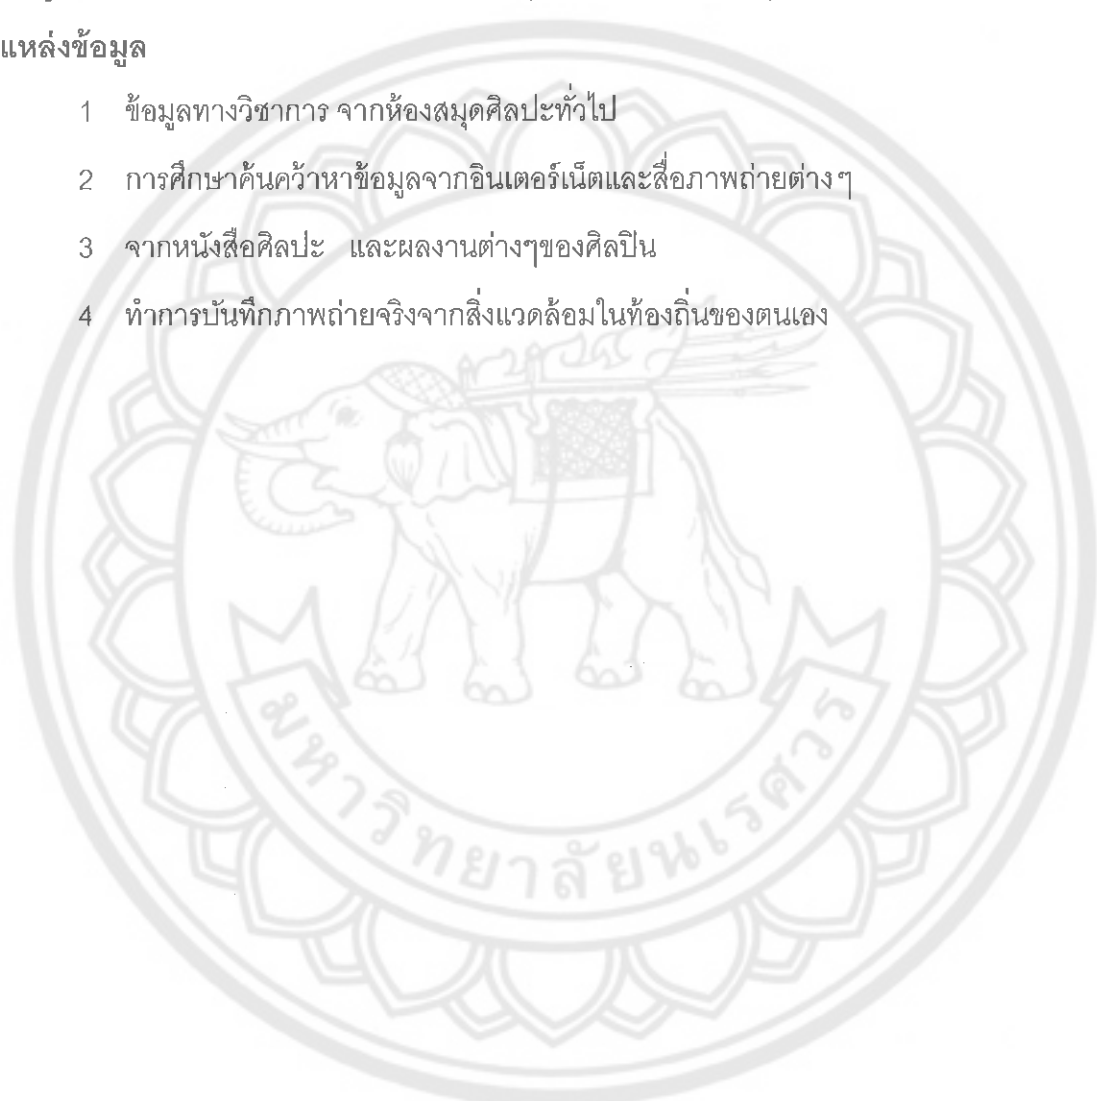 แหล่งข้อมูล
1 ข้อมูลทางวิชาการ จากห้องสมุดศิลปะทั่วไป
2 การศึกษาค้นคว้าหาข้อมูลจากอินเตอร์เน็ตและสื่อภาพถ่ายต่างๆ
3 จากหนังสือศิลปะ และผลงานต่างๆของศิลปิน
4 ทำการบันทึกภาพถ่ายจริงจากสิ่งแวดล้อมในท้องถิ่นของตนเอง
มหาวิทยาลัยนเรศวร